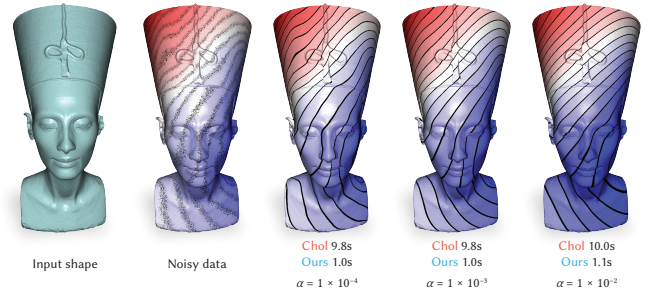 Input shape
Noisy data
Chol 9.8s
Ours 1.0s
α = 1 × 10⁻⁴
Chol 9.8s
Ours 1.0s
α = 1 × 10⁻³
Chol 10.0s
Ours 1.1s
α = 1 × 10⁻²